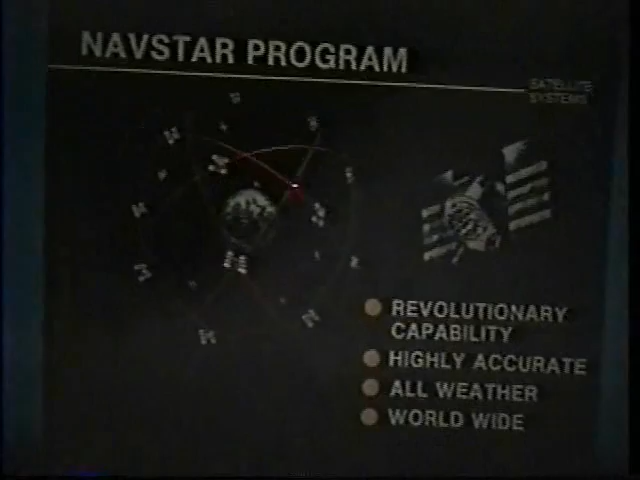 NAVSTAR PROGRAM
SATELLITE
SYSTEMS
REVOLUTIONARY
CAPABILITY
HIGHLY ACCURATE
ALL WEATHER
WORLD WIDE